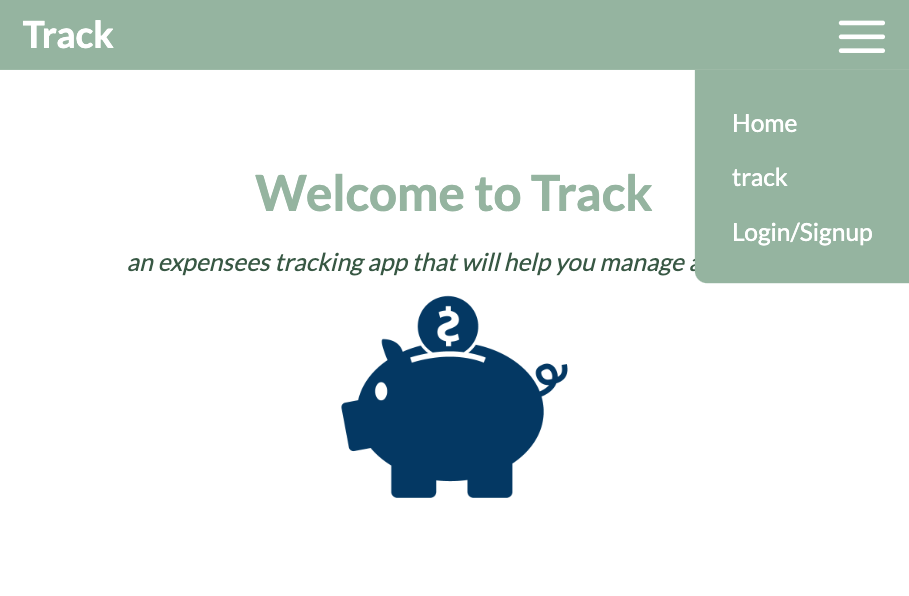 Track
Home
track
Login/Signup
Welcome to Track
an expensees tracking app that will help you manage
$